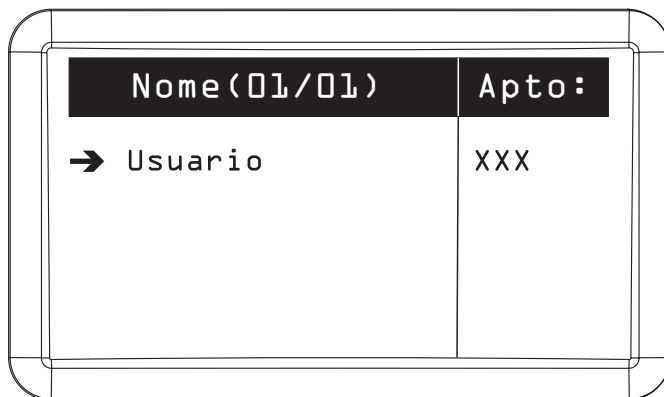 Nome(01/01) Apto:
→ Usuario XXX